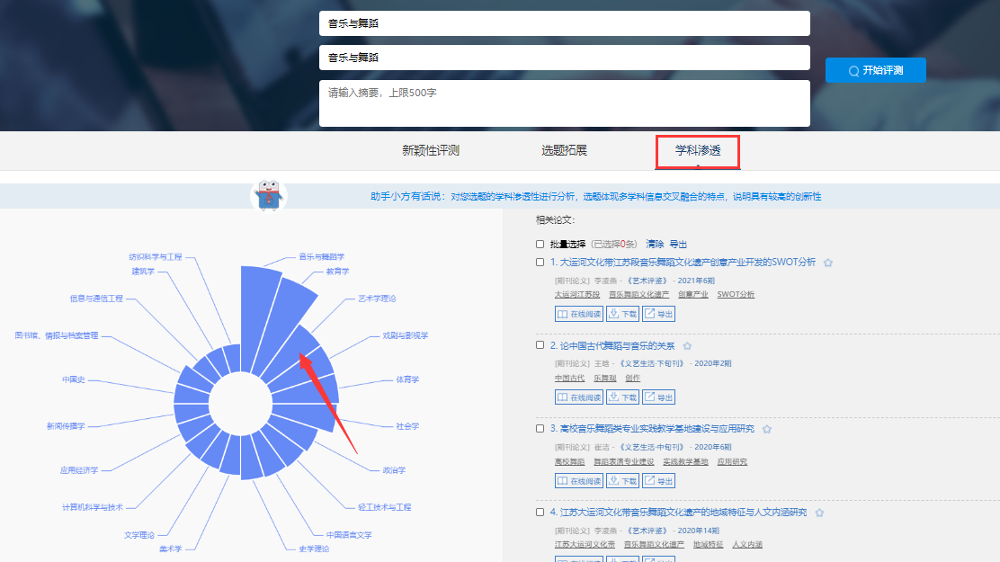 音乐与舞蹈
音乐与舞蹈
开始评测
请输入摘要，上限500字
新颖性评测 选题拓展 学科渗透
助手小方有话说：对您选题的学科渗透性进行分析，选题体现多学科信息交叉融合的特点，说明具有较高的创新性
音乐与舞蹈学
教育学
艺术学理论
戏剧与影视学
体育学
社会学
政治学
轻工技术与工程
中国语言文学
史学理论
美术学
文学理论
计算机科学与技术
应用经济学
新闻传播学
中国史
图书馆、情报与档案管理
信息与通信工程
建筑学
纺织科学与工程
相关论文：
批量选择 (已选择0条) 清除 导出
1. 大运河文化带江苏段音乐舞蹈文化遗产创意产业开发的SWOT分析
[期刊论文] 李凌燕 - 《艺术评鉴》 - 2021年6期
大运河江苏段 音乐舞蹈文化遗产 创意产业 SWOT分析
在线阅读 下载 导出
2. 论中国古代舞蹈与音乐的关系
[期刊论文] 王晗 - 《文艺生活·下旬刊》 - 2020年2期
中国古代 乐舞观 创作
在线阅读 下载 导出
3. 高校音乐舞蹈类专业实践教学基地建设与应用研究
[期刊论文] 崔洁 - 《文艺生活·中旬刊》 - 2020年6期
高校舞蹈 舞蹈表演专业建设 实践教学基地 应用研究
在线阅读 下载 导出
4. 江苏大运河文化带音乐舞蹈文化遗产的地域特征与人文内涵研究
[期刊论文] 李凌燕 - 《艺术评鉴》 - 2020年14期
江苏大运河文化带 音乐舞蹈文化遗产 地域特征 人文内涵